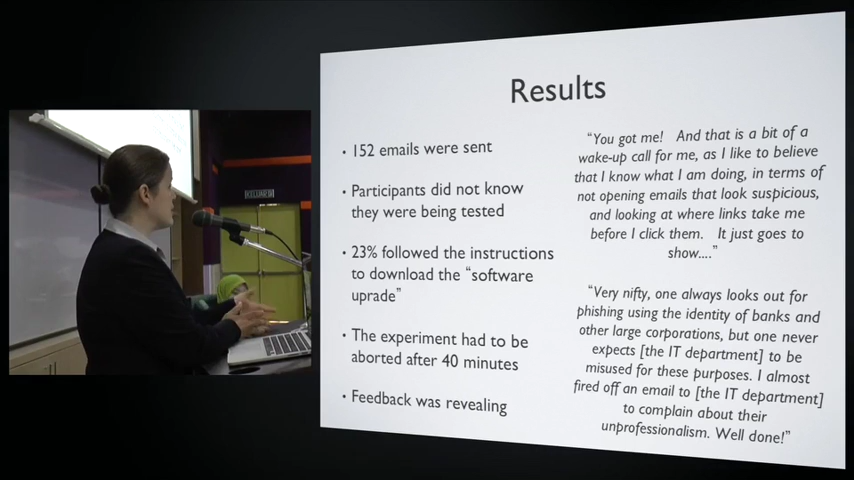 Results
• 152 emails were sent
• Participants did not know
they were being tested
• 23% followed the instructions
to download the “software
uprade”
• The experiment had to be
aborted after 40 minutes
• Feedback was revealing
“You got me! And that is a bit of a
wake-up call for me, as I like to believe
that I know what I am doing, in terms of
not opening emails that look suspicious,
and looking at where links take me
before I click them. It just goes to
show....”
“Very nifty, one always looks out for
phishing using the identity of banks and
other large corporations, but one never
expects [the IT department] to be
misused for these purposes. I almost
fired off an email to [the IT department]
to complain about their
unprofessionalism. Well done!”